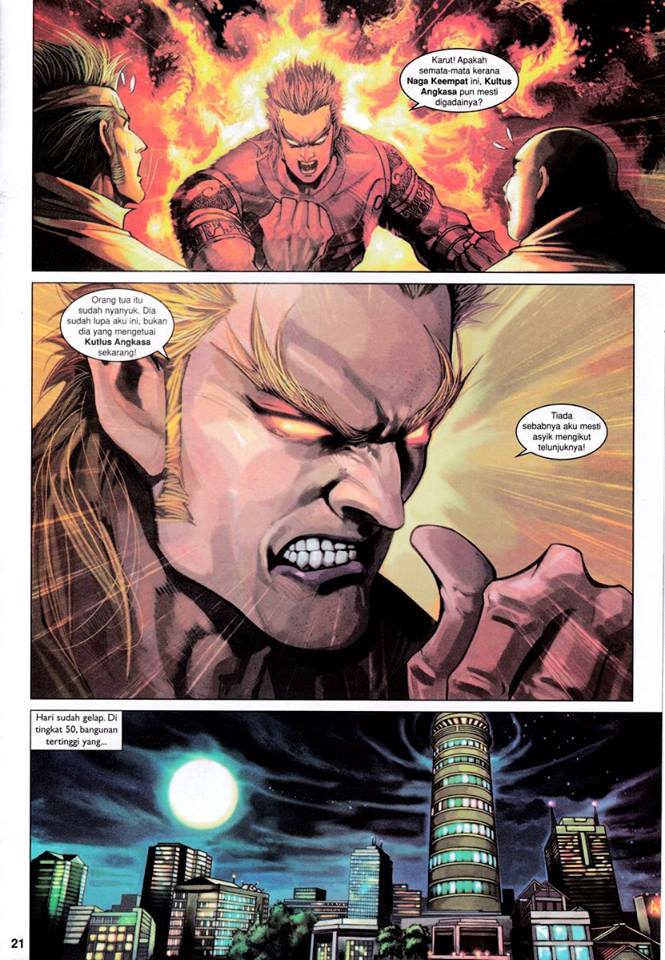 Karut! Apakah
semata-mata kerana
Naga Keempat ini, Kultus
Angkasa pun mesti
digadainya?
Orang tua itu
sudah nyanyuk. Dia
sudah lupa aku ini, bukan
dia yang mengetuai
Kutlus Angkasa
sekarang!
Tiada
sebabnya aku mesti
asyik mengikut
telunjuknya!
Hari sudah gelap. Di
tingkat 50, bangunan
tertinggi yang...
21